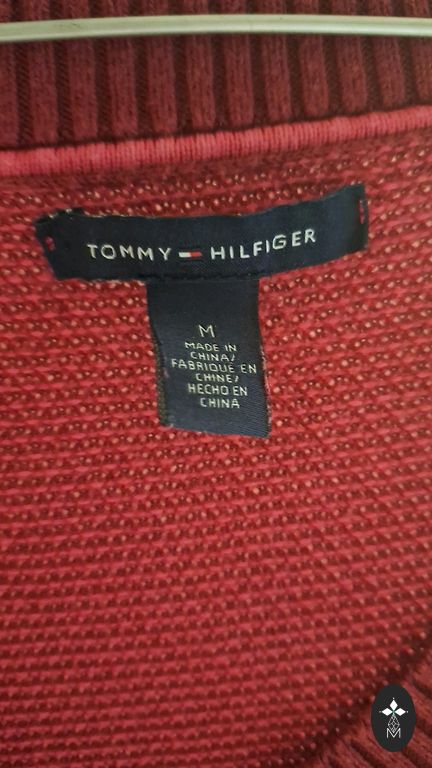 TOMMY HILFIGER
M
MADE IN
CHINA/
FABRIQUE EN
CHINE/
HECHO EN
CHINA
M